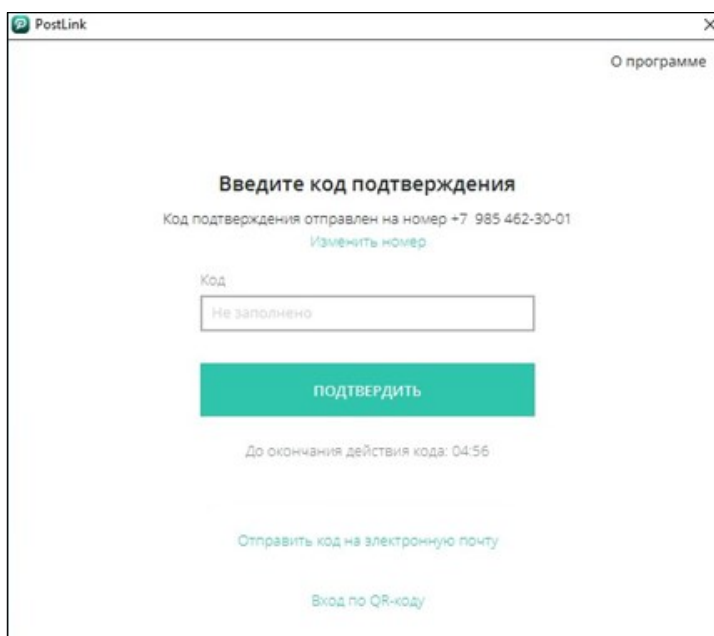 PostLink
О программе
Введите код подтверждения
Код подтверждения отправлен на номер +7 985 462-30-01
Изменить номер
Код
Не заполнено
ПОДТВЕРДИТЬ
До окончания действия кода: 04:56
Отправить код на электронную почту
Вход по QR-коду